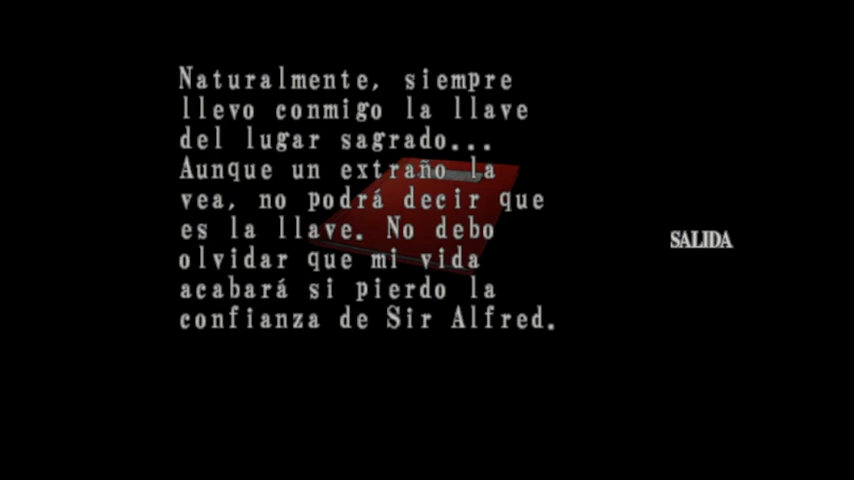 Naturalmente, siempre
llevo conmigo la llave
del lugar sagrado...
Aunque un extraño la
vea, no podrá decir que
es la llave. No debo
olvidar que mi vida
acabará si pierdo la
confianza de Sir Alfred.
SALIDA